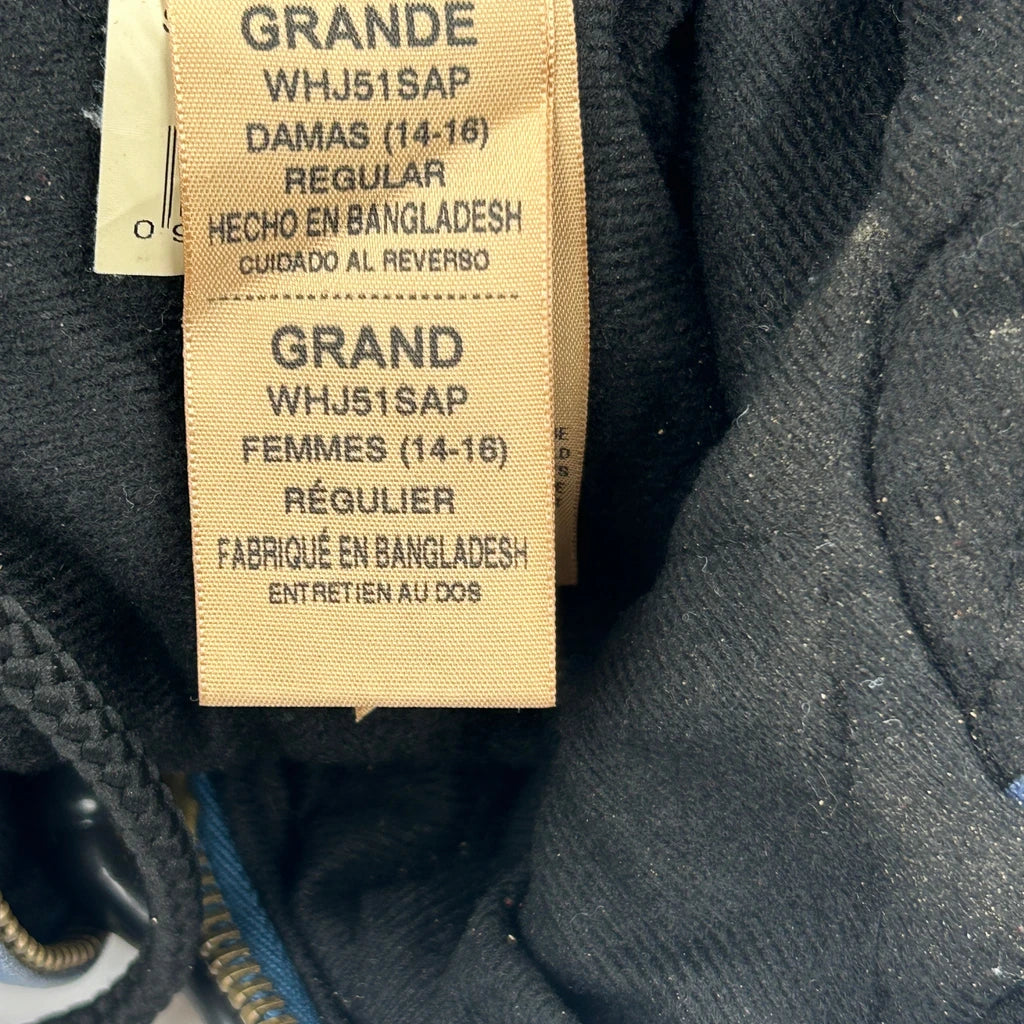 GRANDE
WHJ51SAP
DAMAS (14-16)
REGULAR
HECHO EN BANGLADESH
CUIDADO AL REVERSO
GRAND
WHJ51SAP
FEMMES (14-16)
RÉGULIER
FABRIQUÉ EN BANGLADESH
ENTRETIEN AU DOS
0